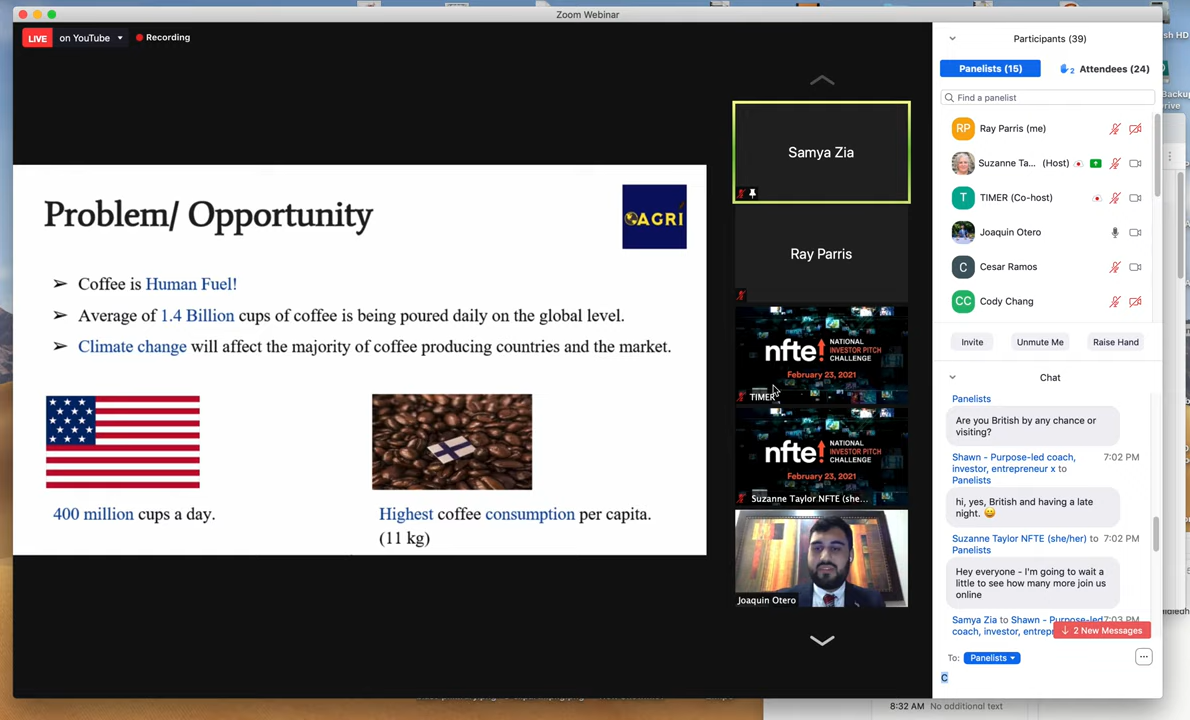 Zoom Webinar
LIVE on YouTube Recording
Problem/ Opportunity
AGRI
➢ Coffee is Human Fuel!
➢ Average of 1.4 Billion cups of coffee is being poured daily on the global level.
➢ Climate change will affect the majority of coffee producing countries and the market.
400 million cups a day.
Highest coffee consumption per capita.
(11 kg)
Samya Zia
Ray Parris
nfte! NATIONAL
INVESTOR PITCH
CHALLENGE
February 23, 2021
TIMER
nfte! NATIONAL
INVESTOR PITCH
CHALLENGE
February 23, 2021
Suzanne Taylor NFTE (she...
Joaquin Otero
Participants (39)
Panelists (15)
2 Attendees (24)
Find a panelist
RP Ray Parris (me)
Suzanne Ta... (Host)
T TIMER (Co-host)
Joaquin Otero
C Cesar Ramos
CC Cody Chang
Invite
Unmute Me
Raise Hand
Chat
Panelists
Are you British by any chance or
visiting?
Shawn - Purpose-led coach, 7:02 PM
investor, entrepreneur x to
Panelists
hi, yes, British and having a late
night. 😀
Suzanne Taylor NFTE (she/her) to 7:02 PM
Panelists
Hey everyone - I'm going to wait a
little to see how many more join us
online
Samya Zia to Shawn - Purpose-led 7:03 PM
coach, investor, entrepr
2 New Messages
To: Panelists
C
8:32 AM No additional text
sh HD
Backup